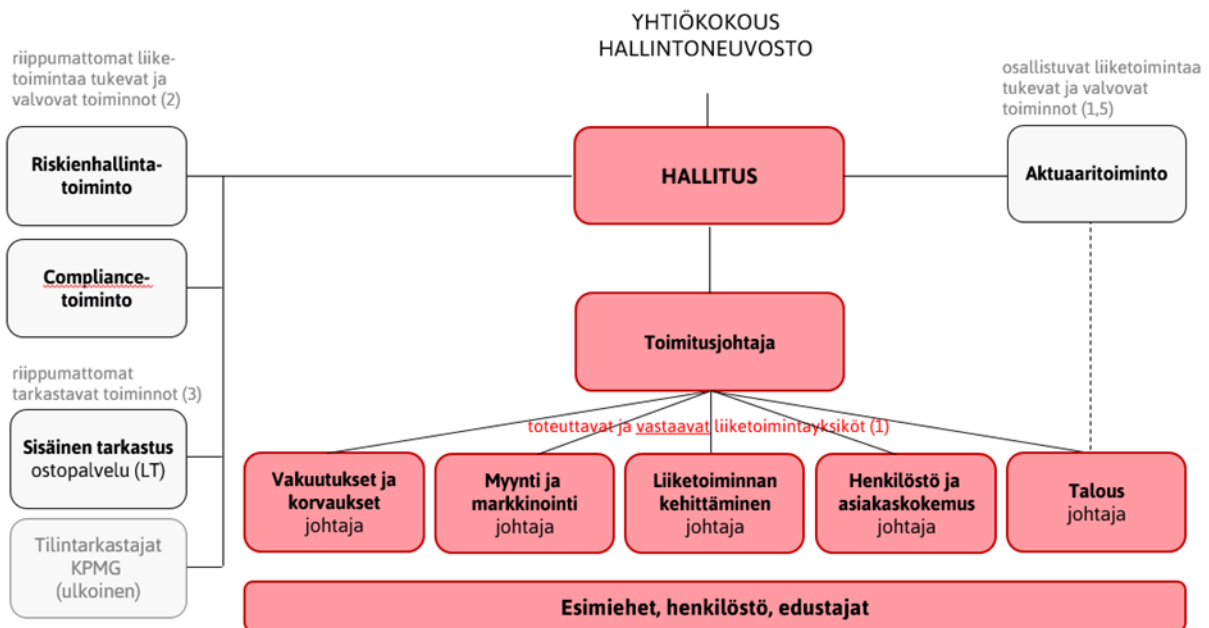 YHTIÖKOKOUS
HALLINTONEUVOSTO
riippumattomat liike-
toimintaa tukevat ja
valvovat toiminnot (2)
osallistuvat liiketoimintaa
tukevat ja valvovat
toiminnot (1,5)
Riskienhallinta-
toiminto
HALLITUS
Aktuaaritoiminto
Compliance-
toiminto
Toimitusjohtaja
riippumattomat
tarkastavat toiminnot (3)
Sisäinen tarkastus
ostopalvelu (LT)
toteuttavat ja vastaavat liiketoimintayksiköt (1)
Vakuutukset ja
korvaukset
johtaja
Myynti ja
markkinointi
johtaja
Liiketoiminnan
kehittäminen
johtaja
Henkilöstö ja
asiakaskokemus
johtaja
Talous
johtaja
Tilintarkastajat
KPMG
(ulkoinen)
Esimiehet, henkilöstö, edustajat